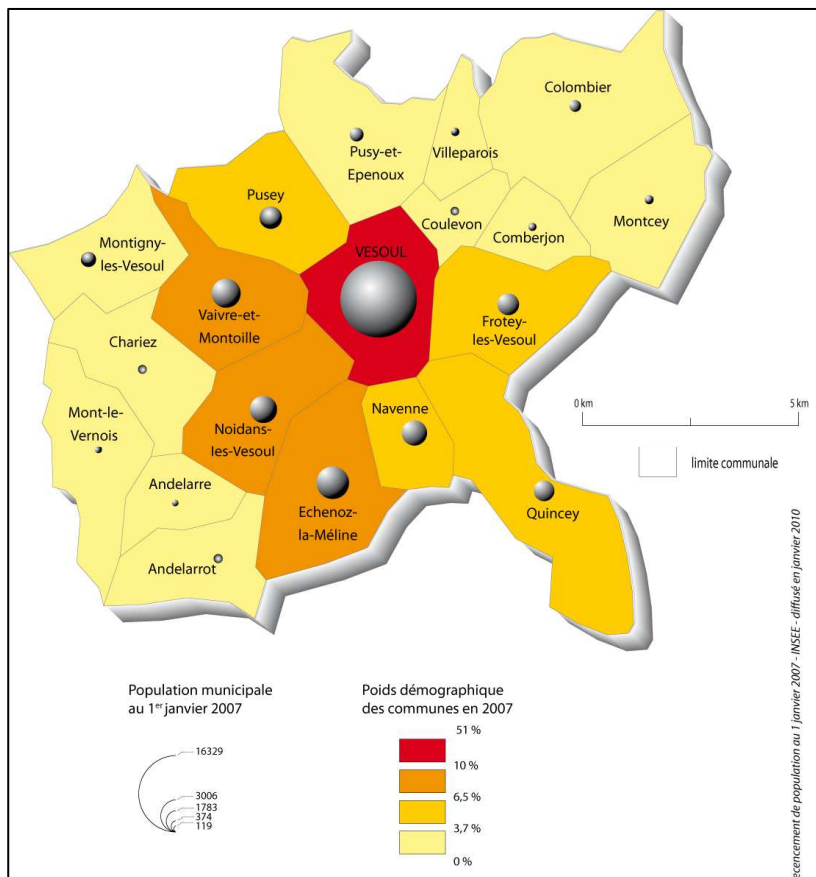 Colombier
Pusy-et-
Epenoux
Villeparois
Pusey
Coulevon
Comberjon
Montcey
Montigny-
les-Vesoul
VESOUL
Vaivre-et-
Montoille
Frotey-
les-Vesoul
Chariez
Mont-le-
Vernois
Noidans-
les-Vesoul
Navenne
0 km
5 km
limite communale
Andelarre
Echenoz-
la-Méline
Quincey
Andelarrot
Population municipale
au 1er janvier 2007
16329
3006
1783
374
119
Poids démographique
des communes en 2007
51 %
10 %
6,5 %
3,7 %
0 %
ecencement de population au 1 janvier 2007 - INSEE - diffusé en janvier 2010